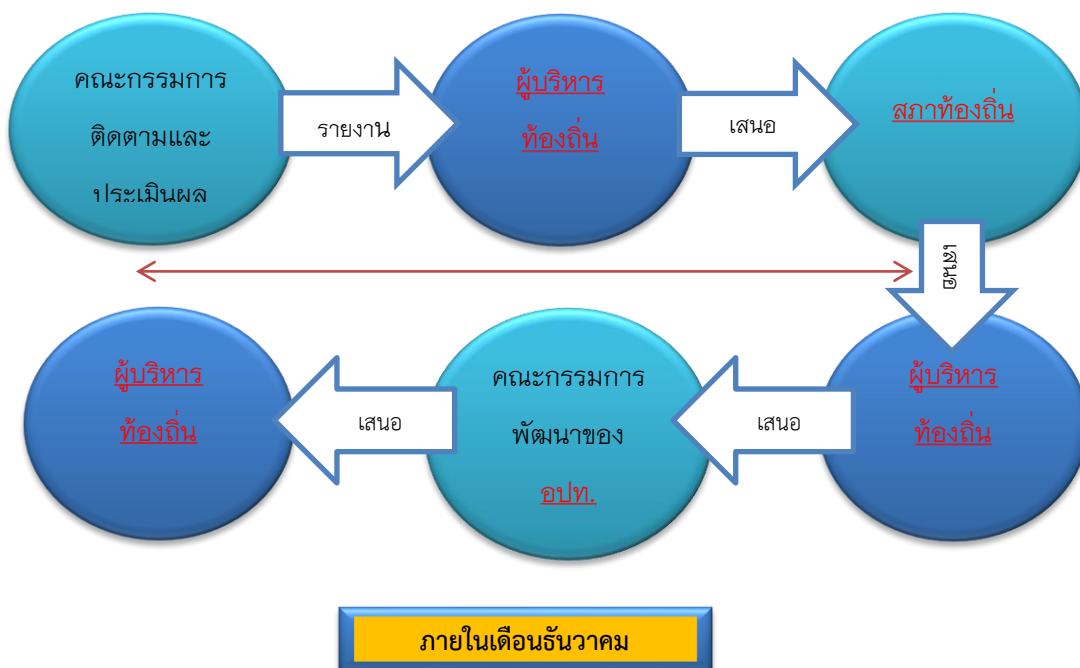 คณะกรรมการ
ติดตามและ
ประเมินผล
รายงาน
ผู้บริหาร
ท้องถิ่น
เสนอ
สภาท้องถิ่น
เสนอ
ผู้บริหาร
ท้องถิ่น
เสนอ
คณะกรรมการ
พัฒนาของ
อปท.
เสนอ
ผู้บริหาร
ท้องถิ่น
ภายในเดือนธันวาคม